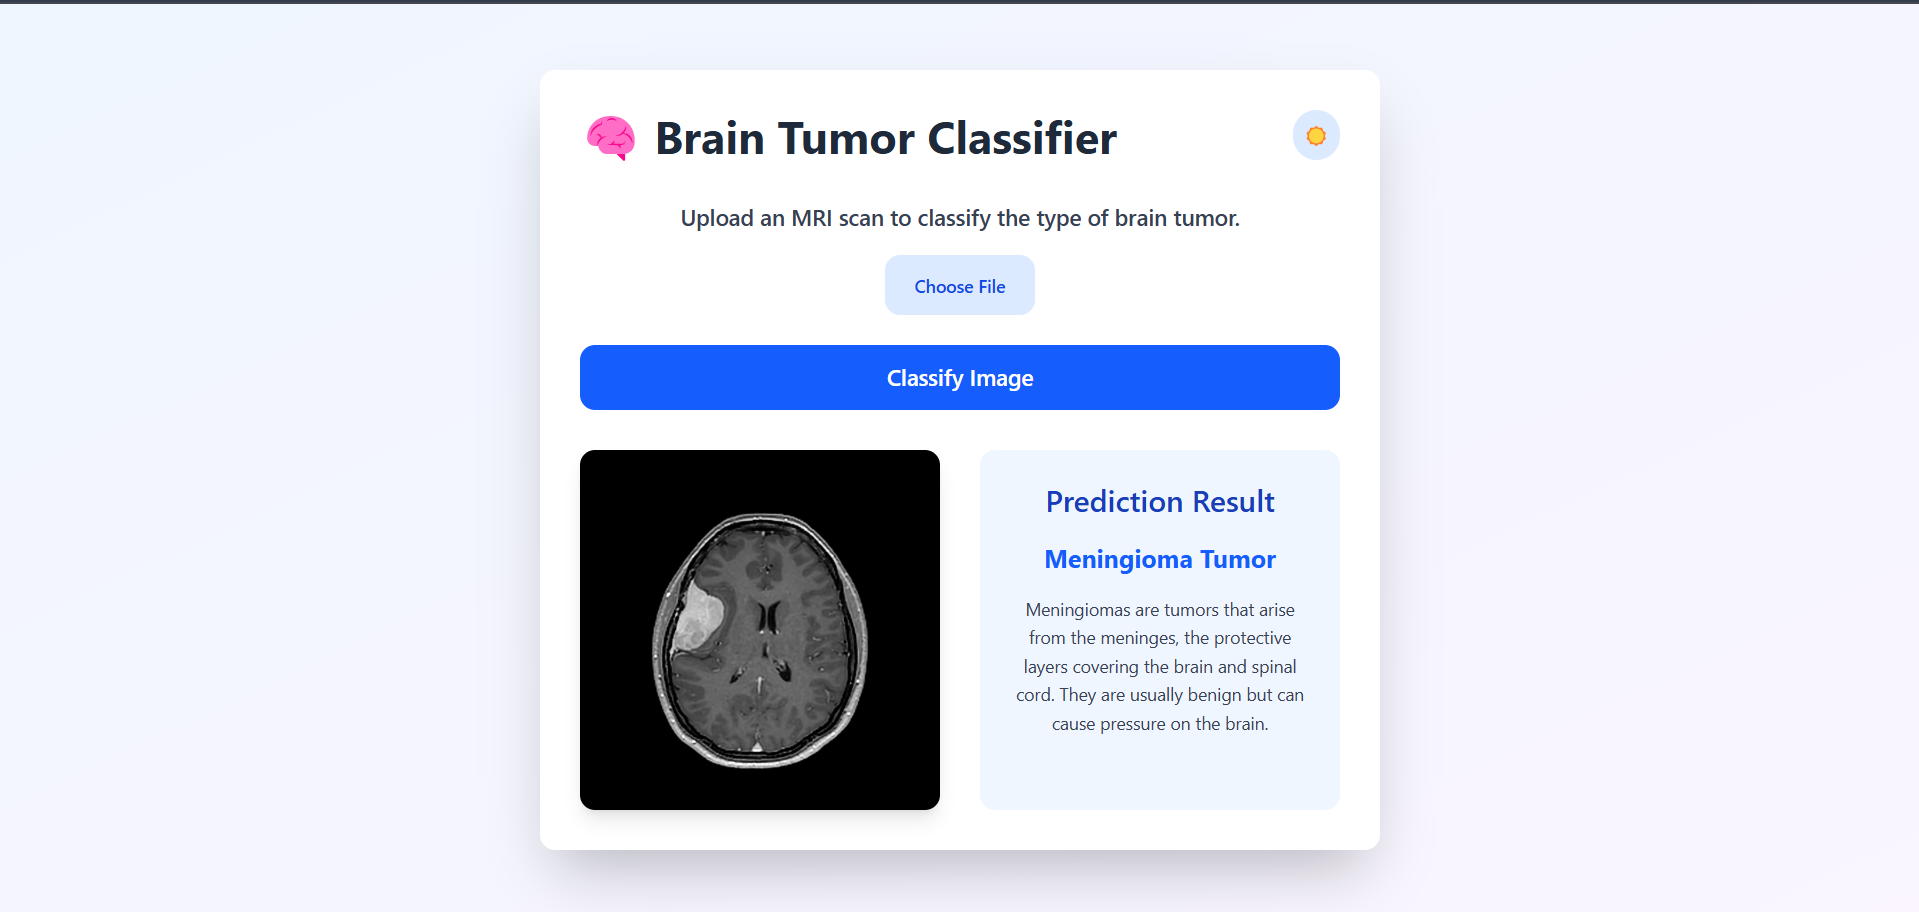 Brain Tumor Classifier
Upload an MRI scan to classify the type of brain tumor.
Choose File
Classify Image
Prediction Result
Meningioma Tumor
Meningiomas are tumors that arise
from the meninges, the protective
layers covering the brain and spinal
cord. They are usually benign but can
cause pressure on the brain.